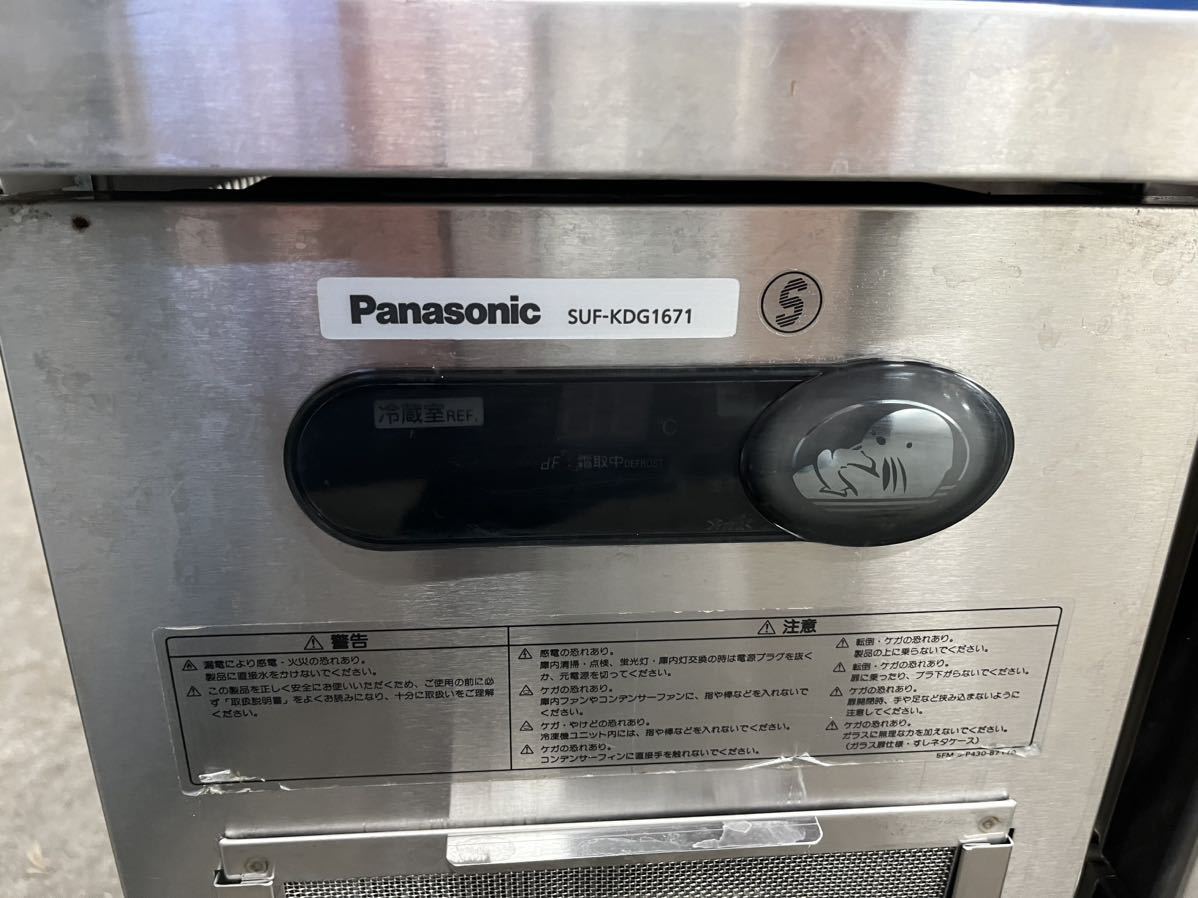 Panasonic SUF-KDG1671 S
冷蔵室 REF.
℃
dF : 霜取中 DEFROST
警告
漏電により感電・火災の恐れあり。
製品に直接水をかけないでください。
この製品を正しく安全にお使いいただくため、ご使用の前に必
ず「取扱説明書」をよくお読みになり、十分に取扱いをご理解
ください。
注意
感電の恐れあり。
庫内清掃・点検、蛍光灯・庫内灯交換の時は電源プラグを抜く
か、元電源を切ってください。
ケガの恐れあり。
庫内ファンやコンデンサーファンに、指や棒などを入れないで
ください。
ケガ・やけどの恐れあり。
冷凍機ユニット内には、指や棒などを入れないでください。
ケガの恐れあり。
コンデンサーフィンに直接手を触れないでください。
転倒・ケガの恐れあり。
製品の上に乗らないでください。
転倒・ケガの恐れあり。
扉に乗ったり、ブラ下がらないでください。
ケガの恐れあり。
扉開閉時、手や足など挟み込まないように
注意してください。
ケガの恐れあり。
ガラスに無理な力を加えないでください。
(ガラス扉仕様・すしネタケース)